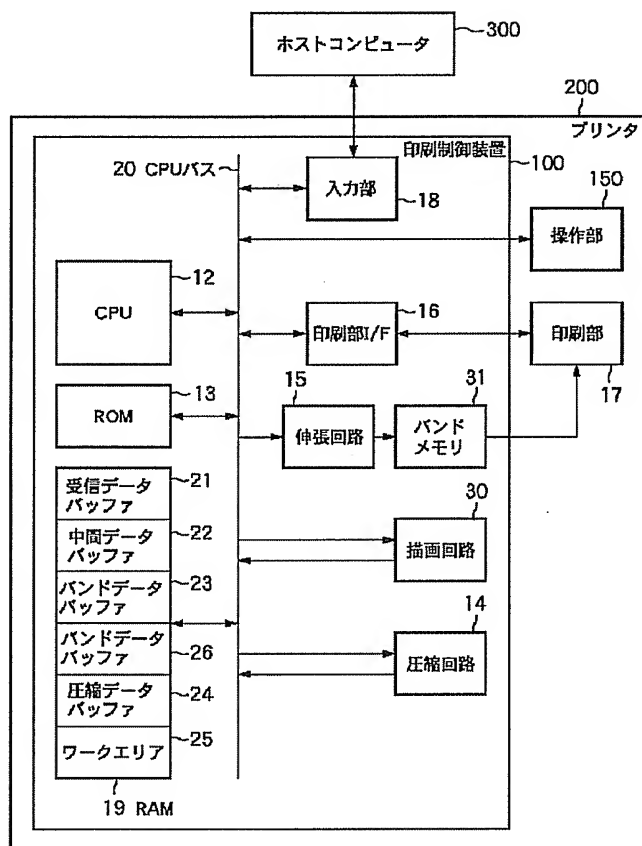 ホストコンピュータ
300
200
プリンタ
印刷制御装置
100
20 CPUバス
入力部
18
150
操作部
12
CPU
16
印刷部I/F
印刷部
17
13
ROM
15
伸張回路
31
バンド
メモリ
受信データ
バッファ
21
中間データ
バッファ
22
バンドデータ
バッファ
23
バンドデータ
バッファ
26
圧縮データ
バッファ
24
ワークエリア
25
19 RAM
30
描画回路
14
圧縮回路